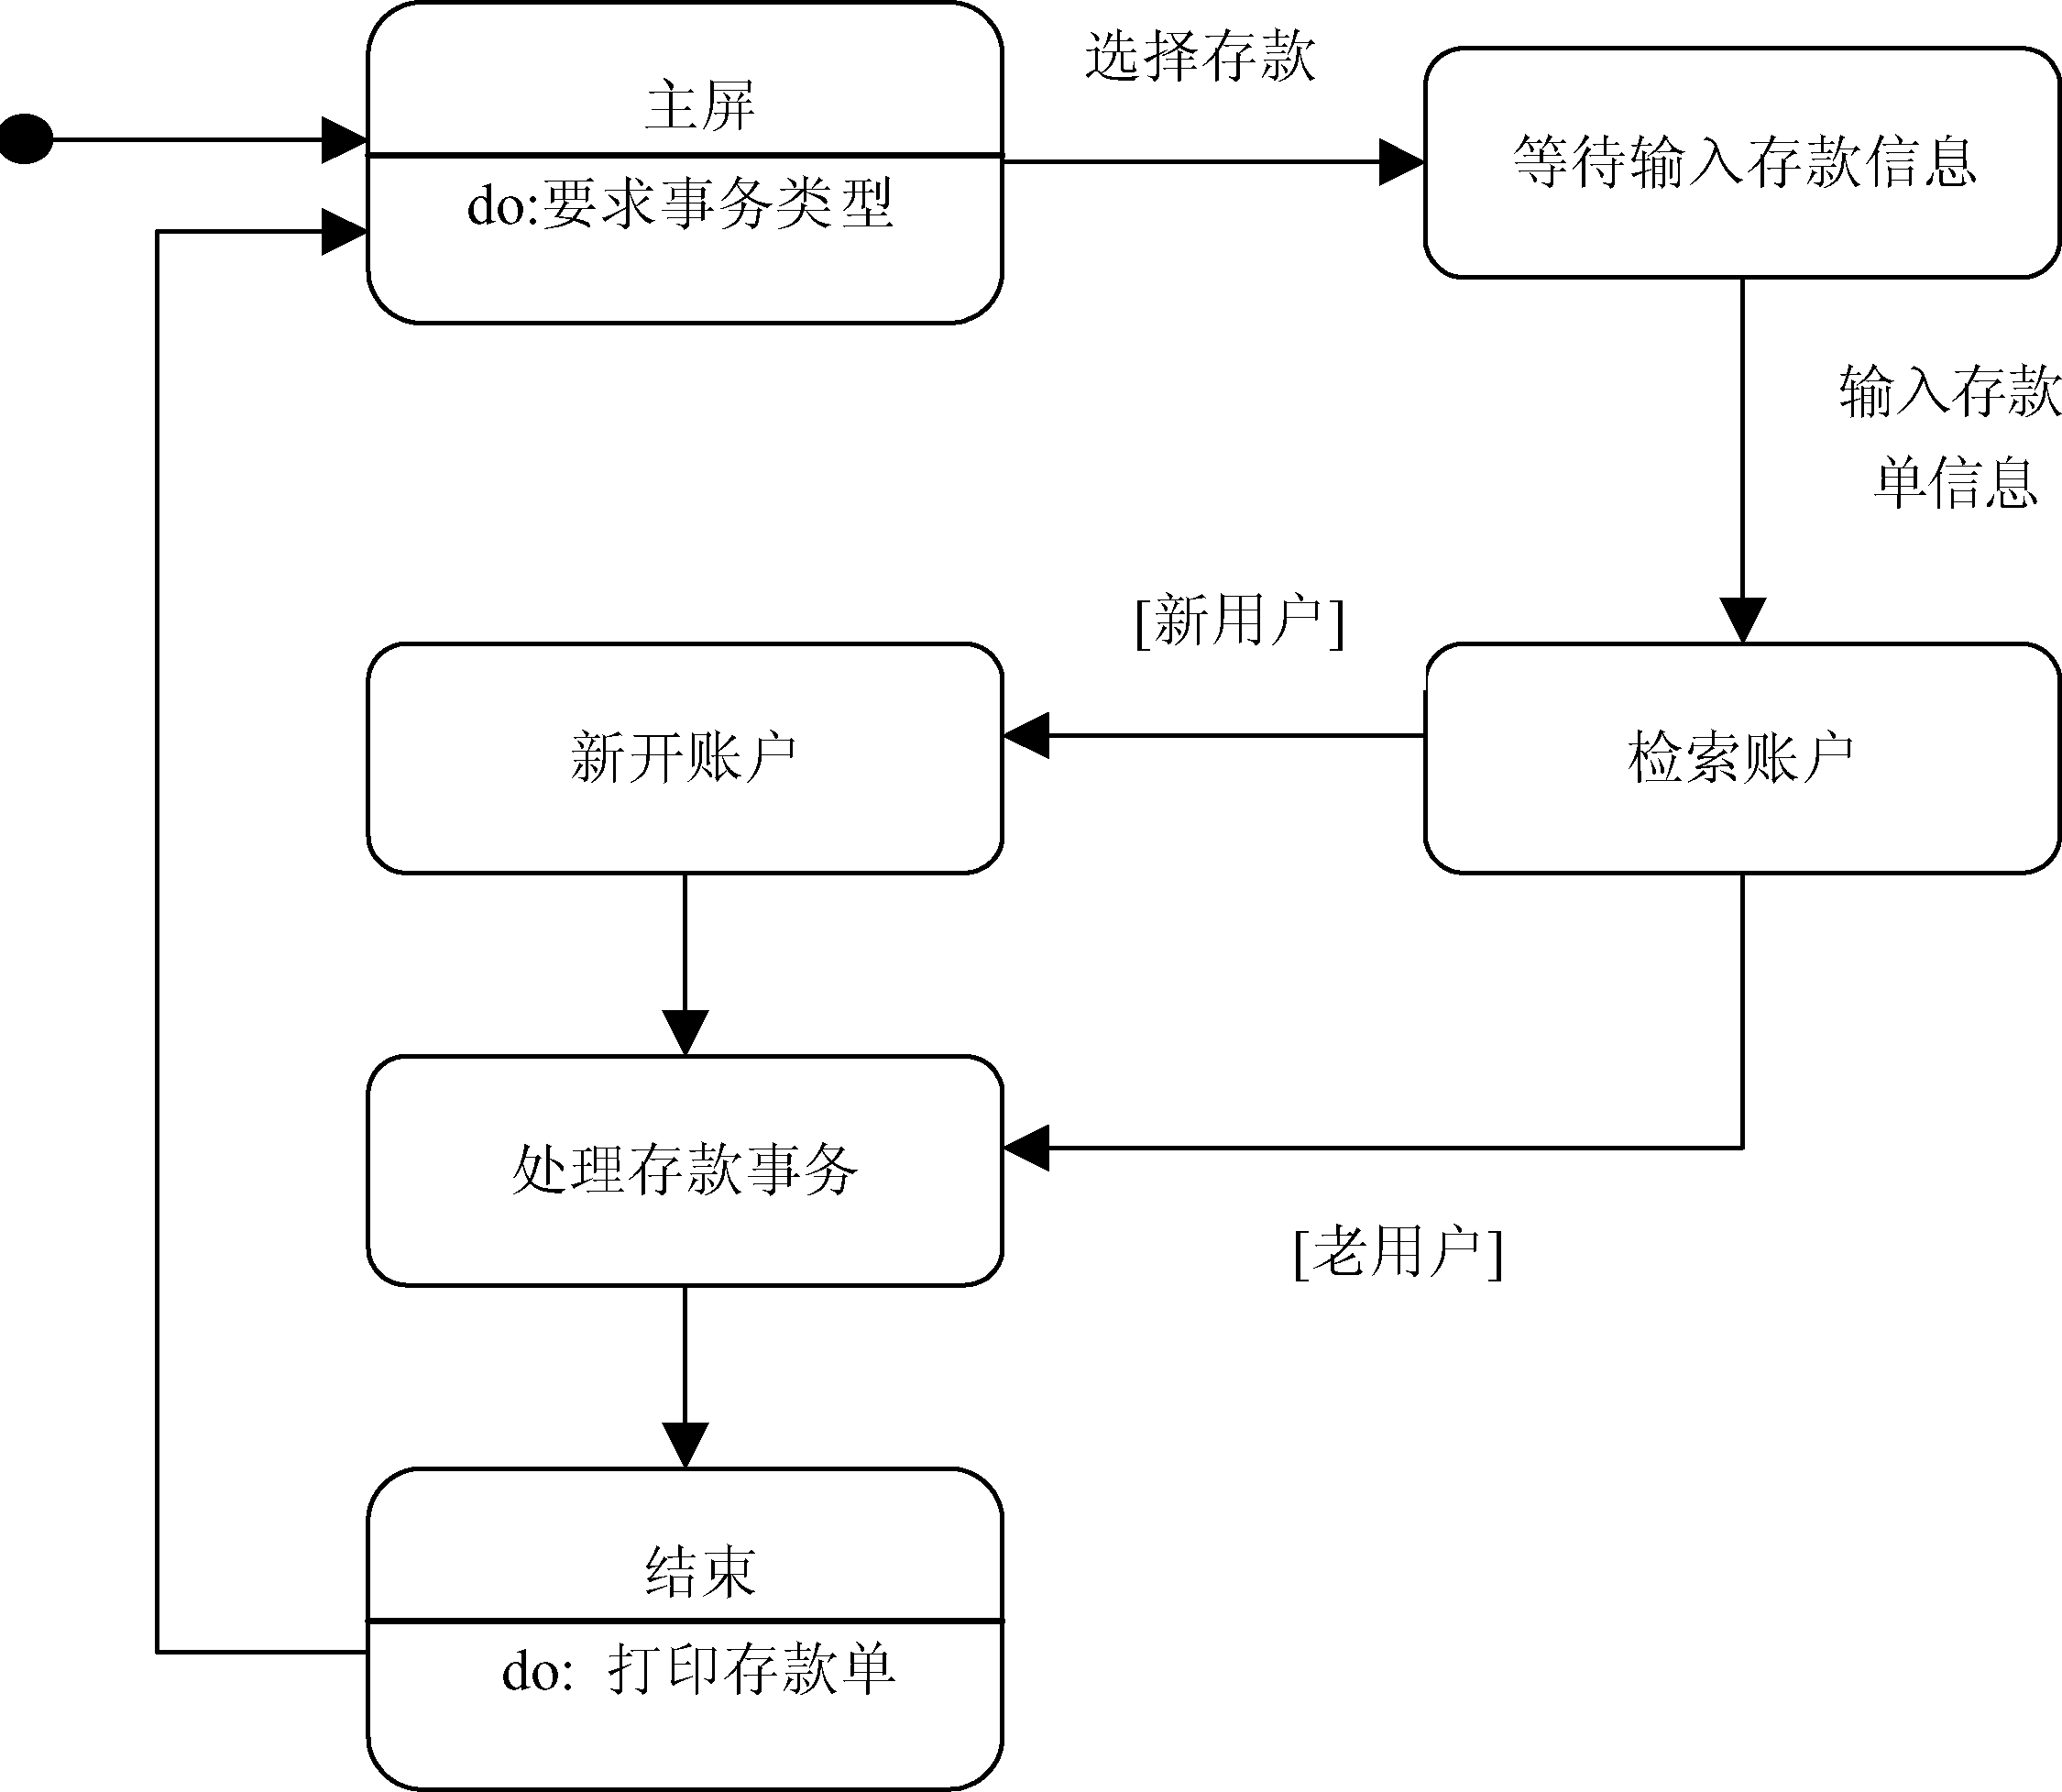 主屏
do:要求事务类型
选择存款
等待输入存款信息
输入存款
单信息
[新用户]
新开账户
检索账户
处理存款事务
[老用户]
结束
do: 打印存款单